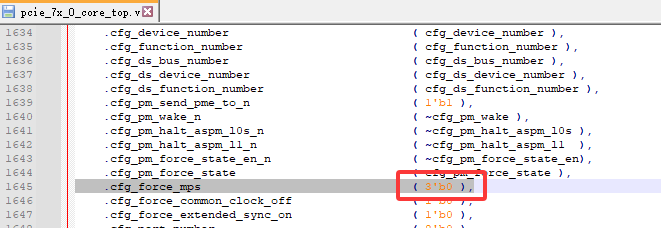 pcie_7x_0_core_top.v
1634 .cfg_device_number ( cfg_device_number ),
1635 .cfg_function_number ( cfg_function_number ),
1636 .cfg_ds_bus_number ( cfg_ds_bus_number ),
1637 .cfg_ds_device_number ( cfg_ds_device_number ),
1638 .cfg_ds_function_number ( cfg_ds_function_number ),
1639 .cfg_pm_send_pme_to_n ( 1'b1 ),
1640 .cfg_pm_wake_n ( ~cfg_pm_wake ),
1641 .cfg_pm_halt_aspm_l0s_n ( ~cfg_pm_halt_aspm_l0s ),
1642 .cfg_pm_halt_aspm_l1_n ( ~cfg_pm_halt_aspm_l1 ),
1643 .cfg_pm_force_state_en_n ( ~cfg_pm_force_state_en),
1644 .cfg_pm_force_state ( cfg_pm_force_state ),
1645 .cfg_force_mps ( 3'b0 ),
1646 .cfg_force_common_clock_off ( 1'b0 ),
1647 .cfg_force_extended_sync_on ( 1'b0 ),